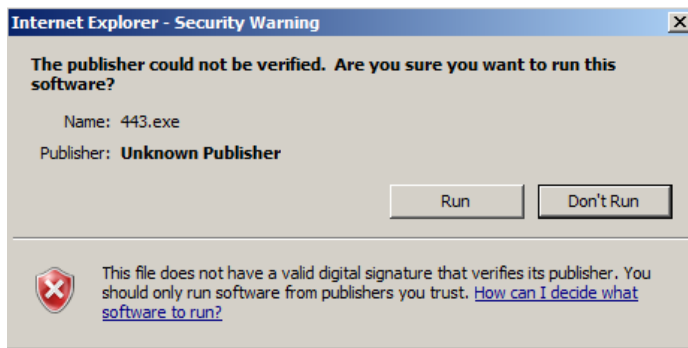 Internet Explorer - Security Warning
The publisher could not be verified. Are you sure you want to run this
software?
Name: 443.exe
Publisher: Unknown Publisher
Run Don't Run
This file does not have a valid digital signature that verifies its publisher. You
should only run software from publishers you trust. How can I decide what
software to run?